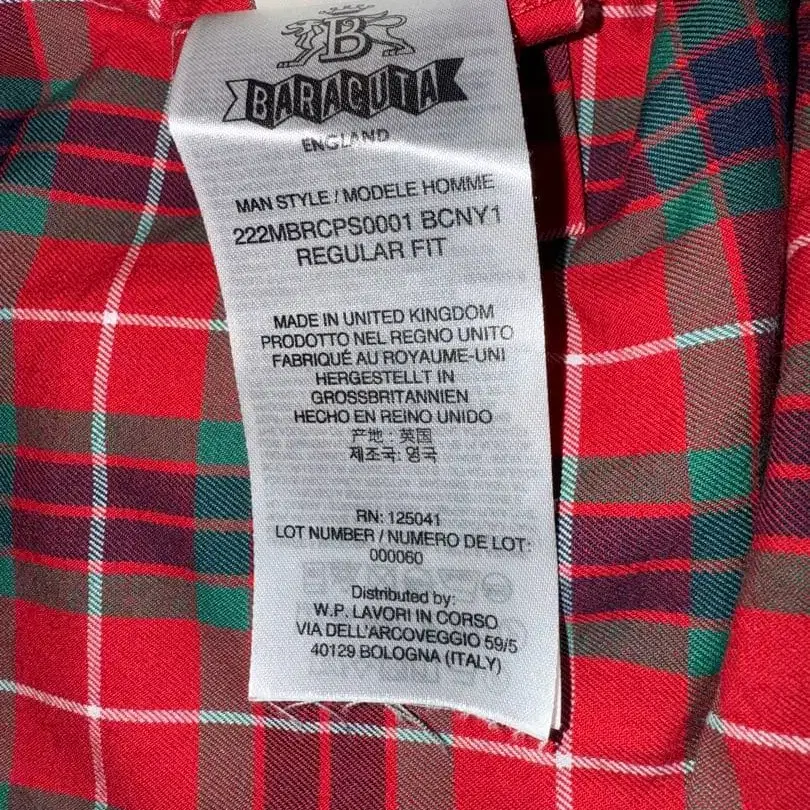 B
BARACUTA
ENGLAND
MAN STYLE / MODELE HOMME
222MBRCPS0001 BCNY1
REGULAR FIT
MADE IN UNITED KINGDOM
PRODOTTO NEL REGNO UNITO
FABRIQUÉ AU ROYAUME-UNI
HERGESTELLT IN
GROSSBRITANNIEN
HECHO EN REINO UNIDO
产地：英国
제조국: 영국
RN: 125041
LOT NUMBER / NUMERO DE LOT:
000060
Distributed by:
W.P. LAVORI IN CORSO
VIA DELL'ARCOVEGGIO 59/5
40129 BOLOGNA (ITALY)